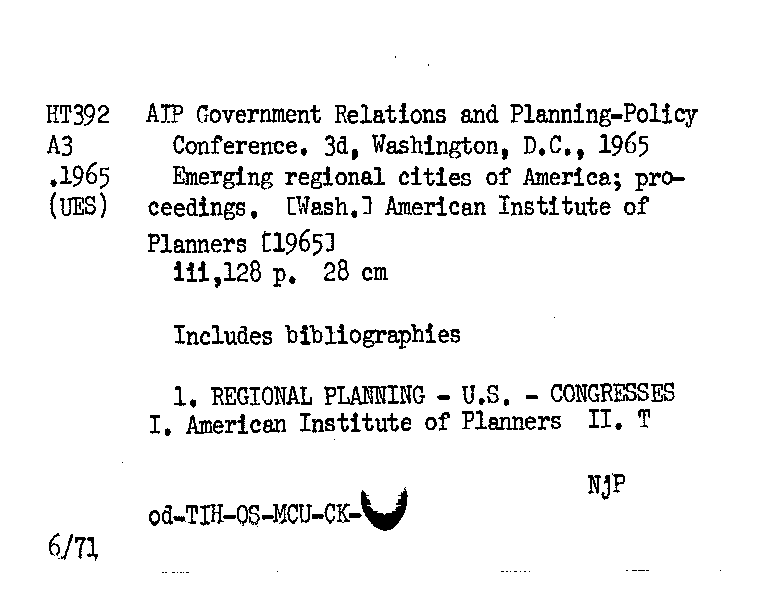 HT392 AIP Government Relations and Planning-Policy
A3 Conference. 3d, Washington, D.C., 1965
.1965 Emerging regional cities of America; pro-
(UES) ceedings. [Wash.] American Institute of
Planners [1965]
iii,128 p. 28 cm
Includes bibliographies
1. REGIONAL PLANNING - U.S. - CONGRESSES
I. American Institute of Planners II. T
NjP
od-TIH-OS-MCU-CK-
6/71